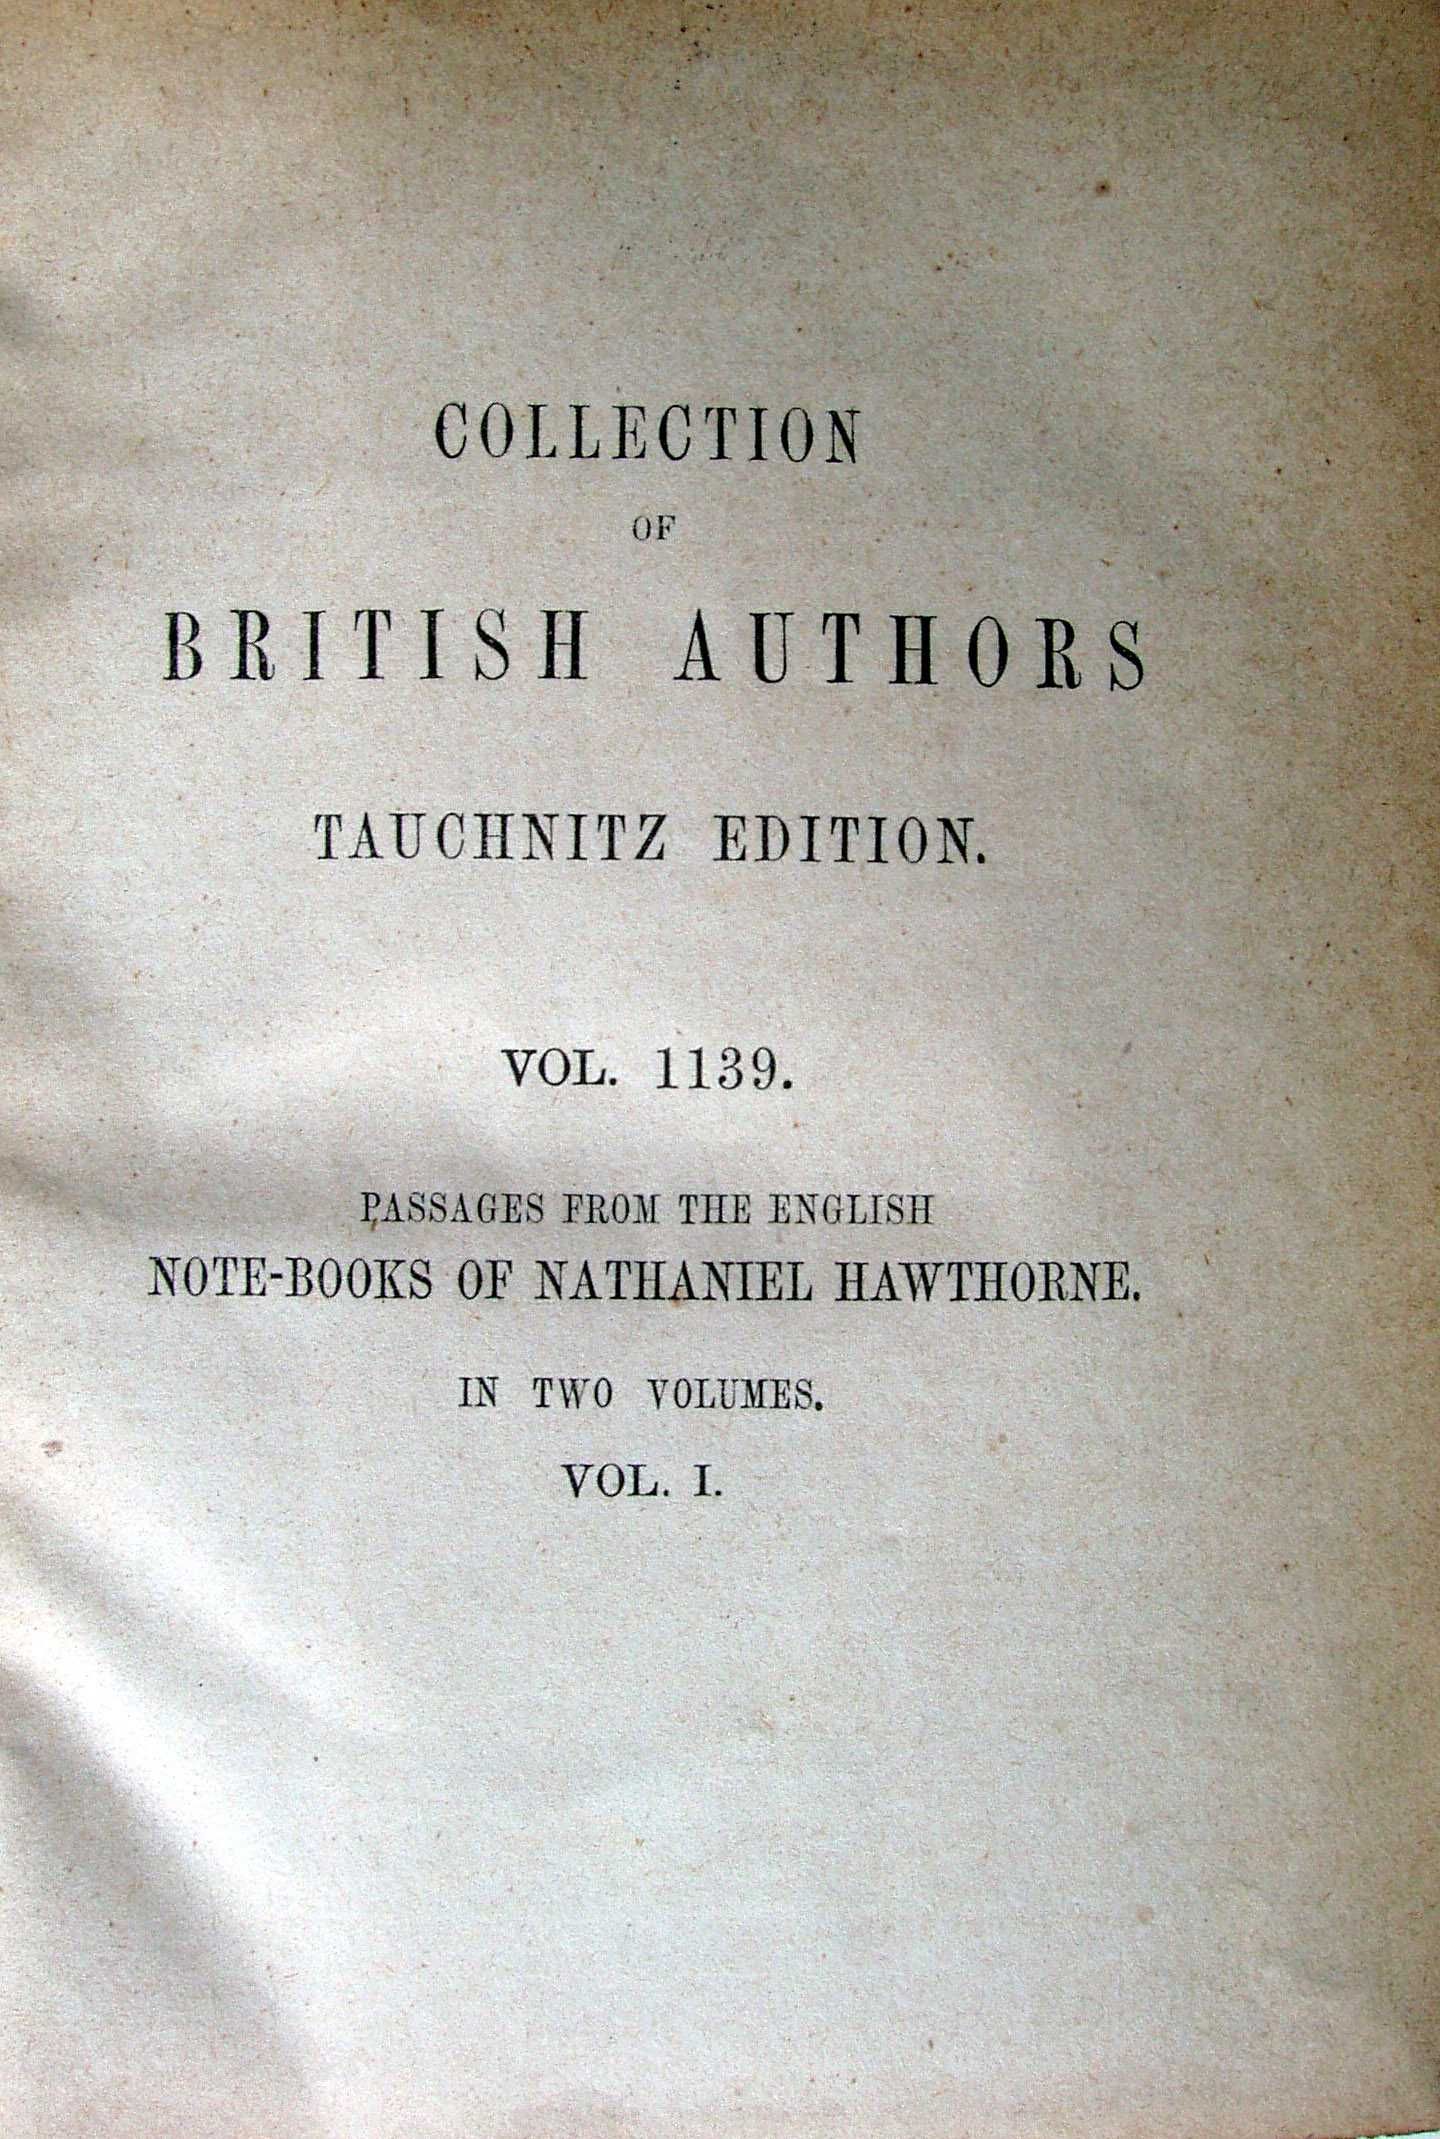 COLLECTION
OF
BRITISH AUTHORS
TAUCHNITZ EDITION.
VOL. 1139.
PASSAGES FROM THE ENGLISH
NOTE-BOOKS OF NATHANIEL HAWTHORNE.
IN TWO VOLUMES.
VOL. I.